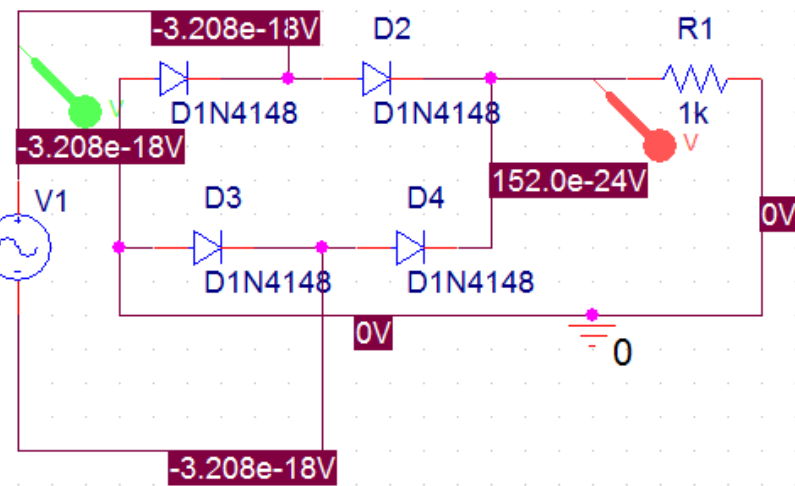 -3.208e-18V
D2
R1
D1N4148
D1N4148
1k
V
V
-3.208e-18V
152.0e-24V
V1
D3
D4
0V
D1N4148
D1N4148
0V
0
-3.208e-18V